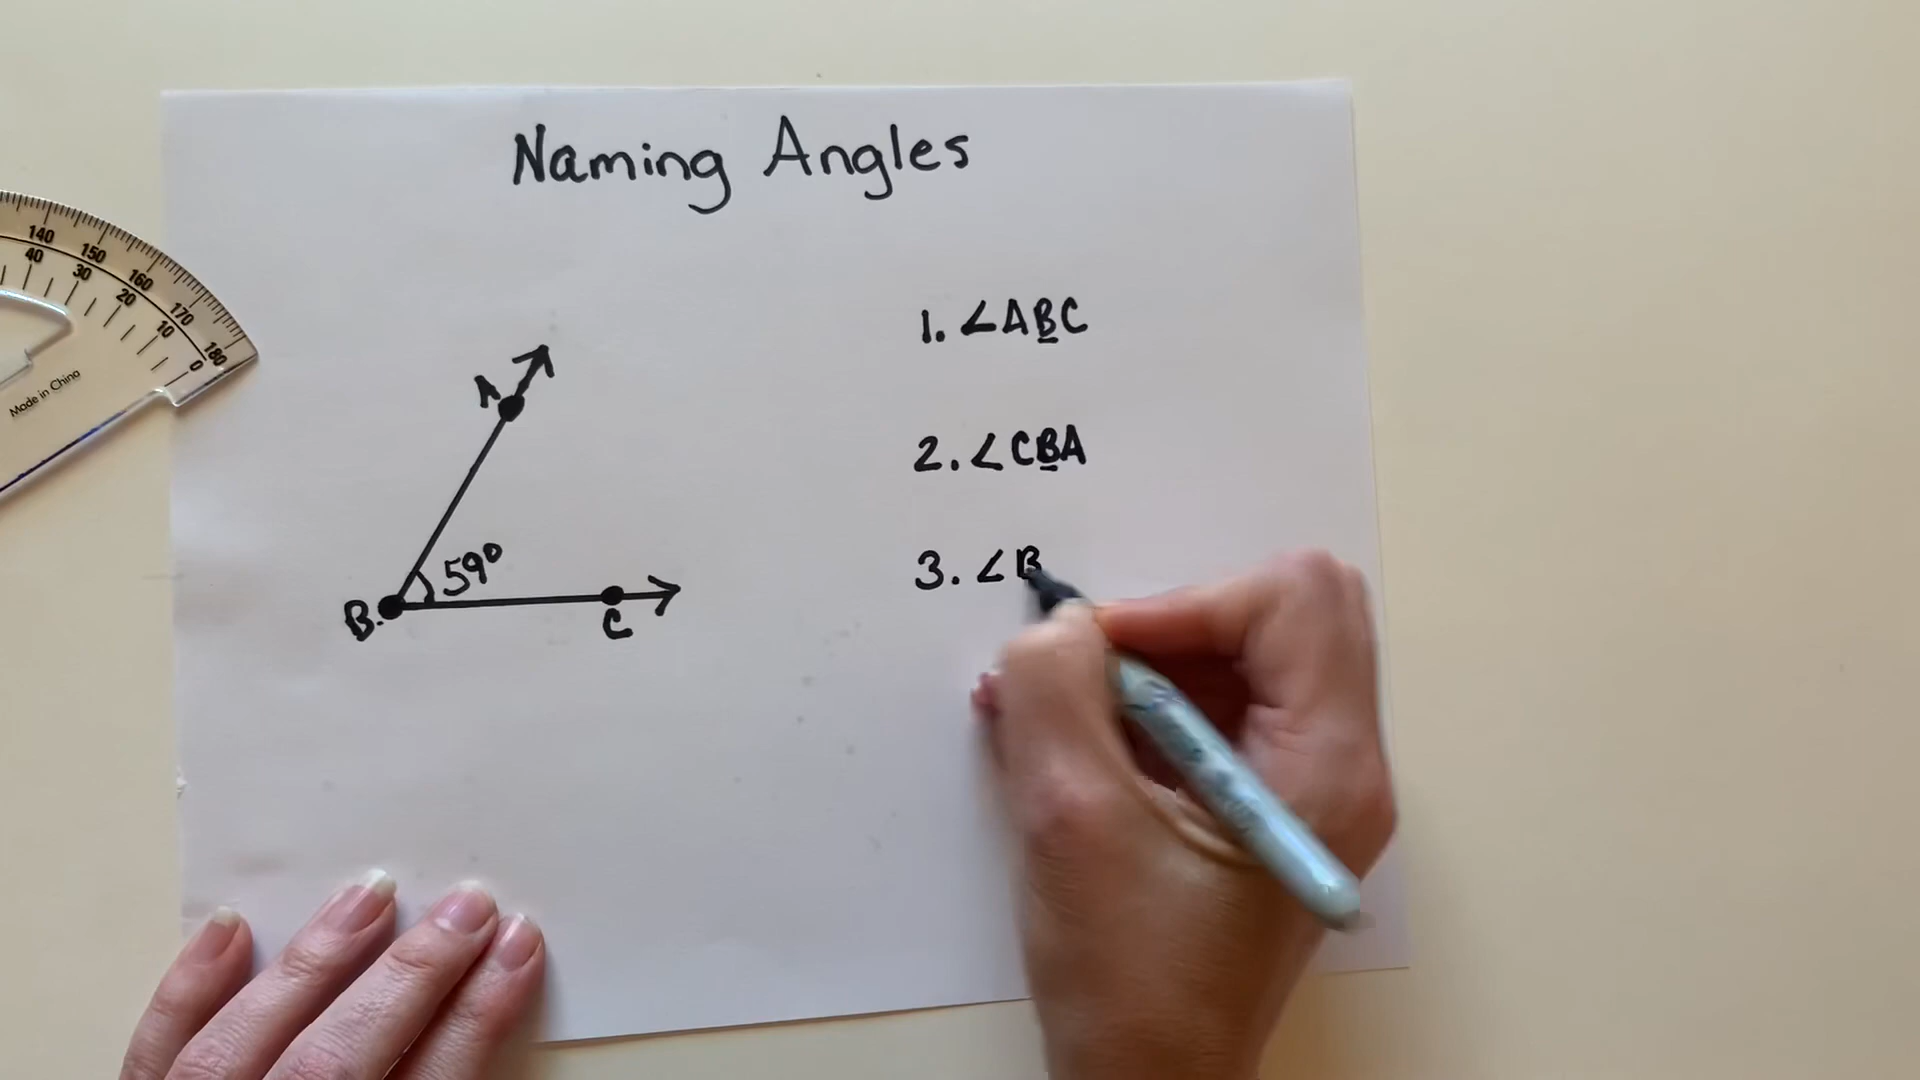 Naming Angles
140 150 160 170 180
40 30 20 10 0
Made in China
1. ∠ABC
A
2. ∠CBA
59°
3. ∠B
B.
C